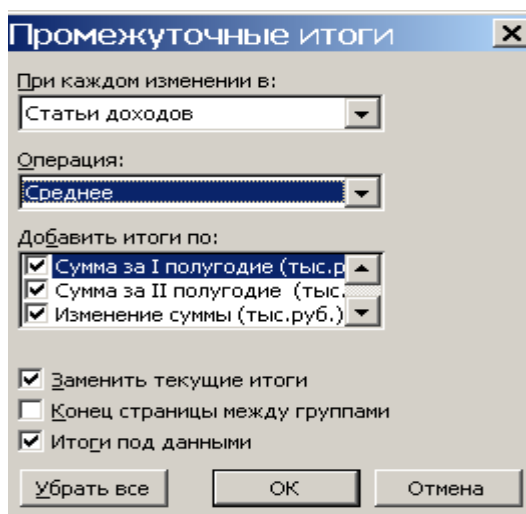 Промежуточные итоги
При каждом изменении в:
Статьи доходов
Операция:
Среднее
Добавить итоги по:
Сумма за I полугодие (тыс.р
Сумма за II полугодие (тыс.
Изменение суммы (тыс.руб.)
Заменить текущие итоги
Конец страницы между группами
Итоги под данными
Убрать все ОК Отмена